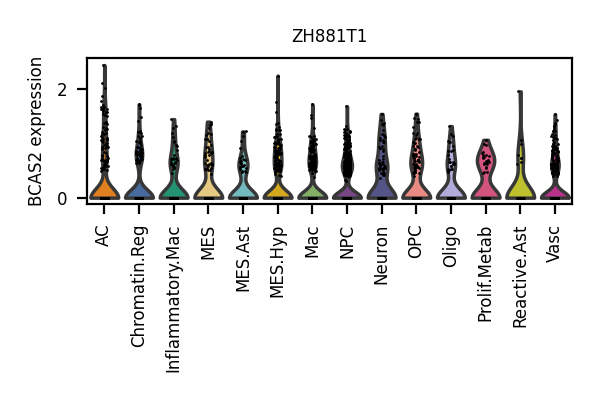 ZH881T1
BCAS2 expression
2
0
AC
Chromatin.Reg
Inflammatory.Mac
MES
MES.Ast
MES.Hyp
Mac
NPC
Neuron
OPC
Oligo
Prolif.Metab
Reactive.Ast
Vasc